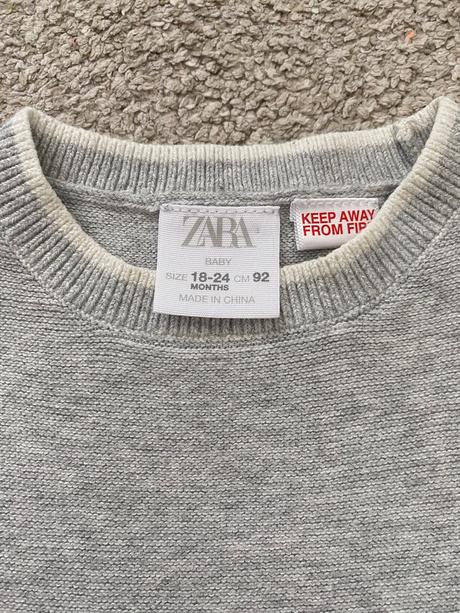 ZARA
BABY
SIZE 18-24 CM 92
MONTHS
MADE IN CHINA
KEEP AWAY
FROM FIR